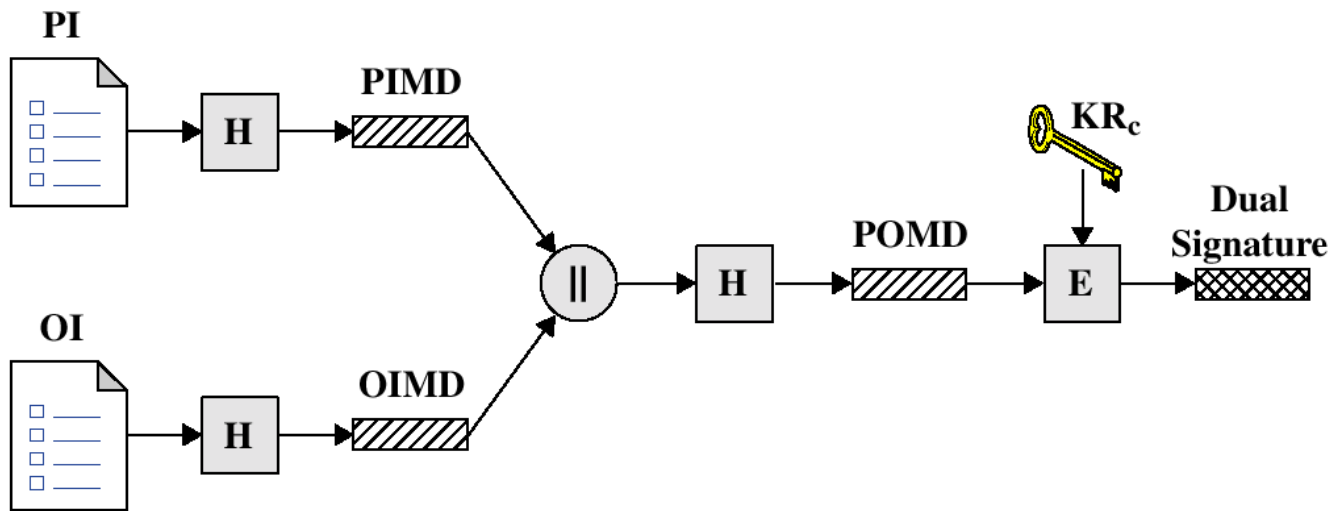 PI
H
PIMD
KRc
Dual
Signature
POMD
||
H
E
OI
OIMD
H